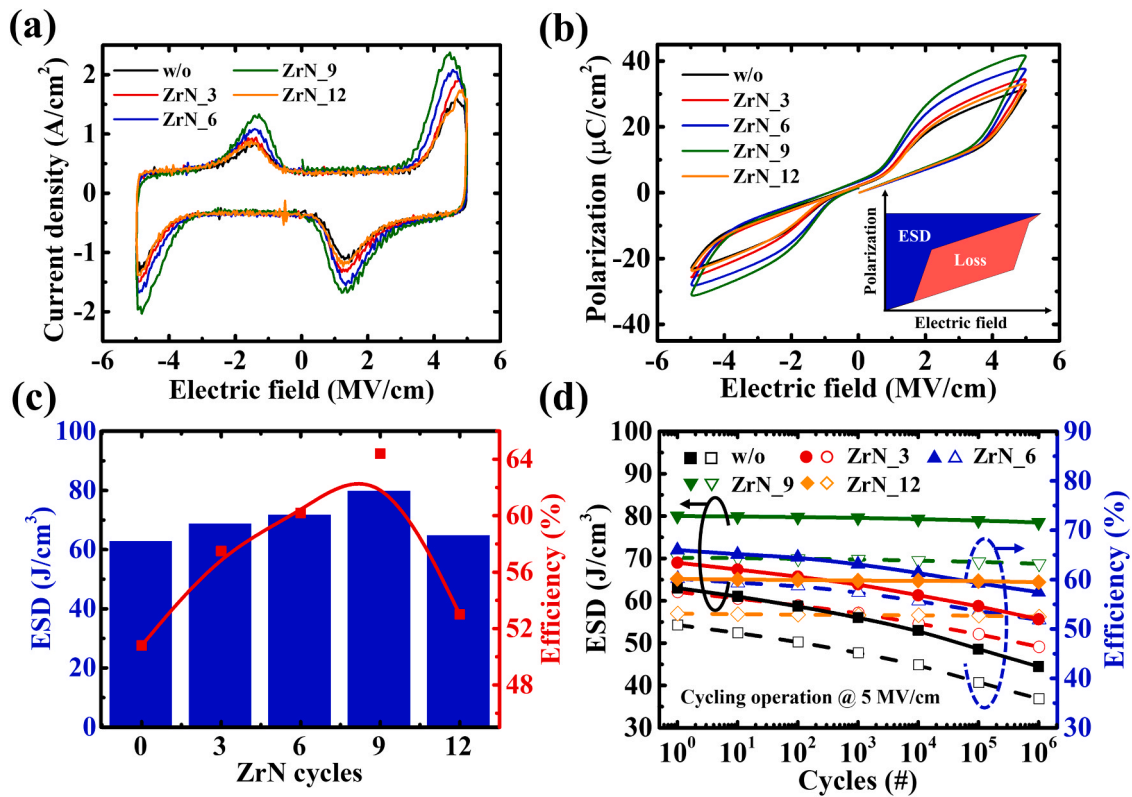 (a)
Current density (A/cm²)
2
1
0
-1
-2
w/o
ZrN_3
ZrN_6
ZrN_9
ZrN_12
-6 -4 -2 0 2 4 6
Electric field (MV/cm)
(b)
Polarization (μC/cm²)
40
20
0
-20
-40
w/o
ZrN_3
ZrN_6
ZrN_9
ZrN_12
Polarization
ESD
Loss
Electric field
-6 -4 -2 0 2 4 6
Electric field (MV/cm)
(c)
ESD (J/cm³)
100
80
60
40
20
0
64
60
56
52
48
Efficiency (%)
0 3 6 9 12
ZrN cycles
(d)
ESD (J/cm³)
100
90
80
70
60
50
40
30
w/o ZrN_3 ZrN_6
ZrN_9 ZrN_12
Cycling operation @ 5 MV/cm
90
80
70
60
50
40
30
Efficiency (%)
10⁰ 10¹ 10² 10³ 10⁴ 10⁵ 10⁶
Cycles (#)